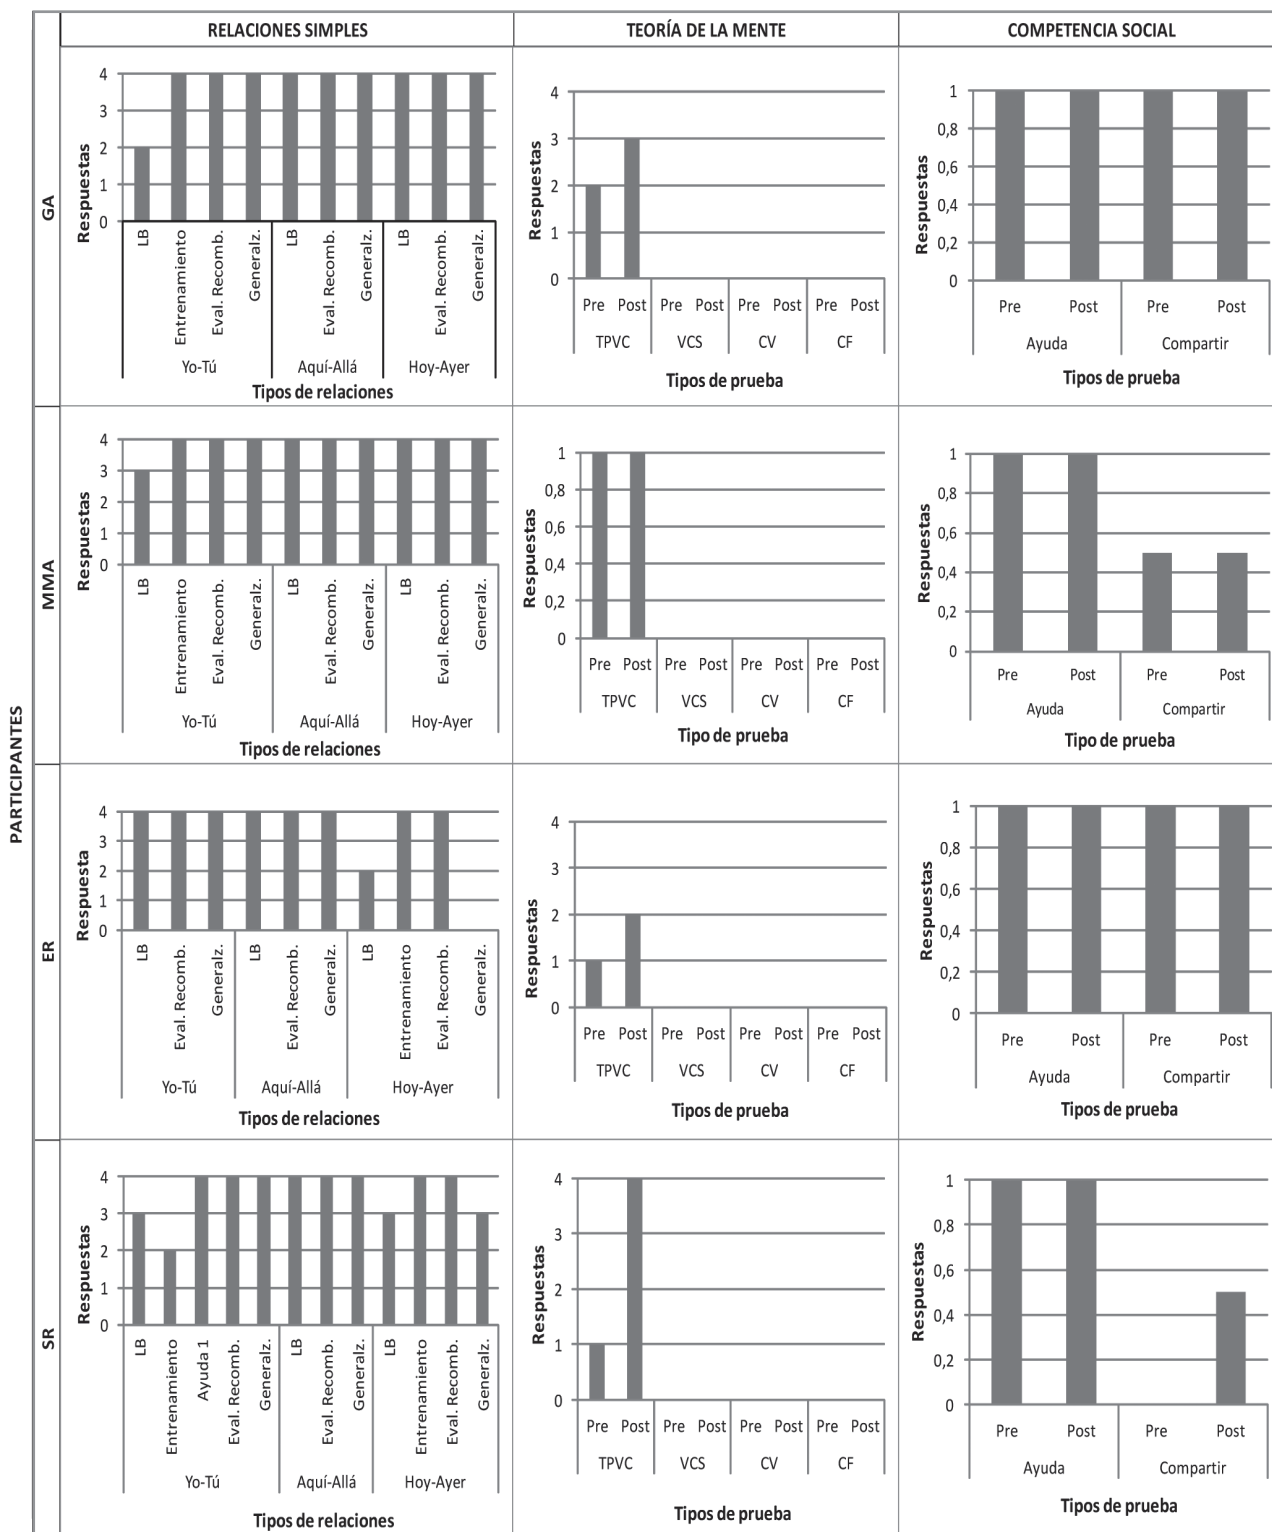 RELACIONES SIMPLES
TEORÍA DE LA MENTE
COMPETENCIA SOCIAL
PARTICIPANTES
GA
Respuestas
4
3
2
1
0
LB
Entrenamiento
Eval. Recomb.
Generalz.
LB
Eval. Recomb.
Generalz.
LB
Eval. Recomb.
Generalz.
Yo-Tú
Aquí-Allá
Hoy-Ayer
Tipos de relaciones
Respuestas
4
3
2
1
0
Pre Post Pre Post Pre Post Pre Post
TPVC VCS CV CF
Tipos de prueba
Respuestas
1
0,8
0,6
0,4
0,2
0
Pre Post Pre Post
Ayuda Compartir
Tipos de prueba
MMA
Respuestas
4
3
2
1
0
LB
Entrenamiento
Eval. Recomb.
Generalz.
LB
Eval. Recomb.
Generalz.
LB
Eval. Recomb.
Generalz.
Yo-Tú
Aquí-Allá
Hoy-Ayer
Tipos de relaciones
Respuestas
1
0,8
0,6
0,4
0,2
0
Pre Post Pre Post Pre Post Pre Post
TPVC VCS CV CF
Tipo de prueba
Respuestas
1
0,8
0,6
0,4
0,2
0
Pre Post Pre Post
Ayuda Compartir
Tipo de prueba
ER
Respuesta
4
3
2
1
0
LB
Eval. Recomb.
Generalz.
LB
Eval. Recomb.
Generalz.
LB
Entrenamiento
Eval. Recomb.
Generalz.
Yo-Tú
Aquí-Allá
Hoy-Ayer
Tipos de relaciones
Respuestas
4
3
2
1
0
Pre Post Pre Post Pre Post Pre Post
TPVC VCS CV CF
Tipos de prueba
Respuestas
1
0,8
0,6
0,4
0,2
0
Pre Post Pre Post
Ayuda Compartir
Tipos de prueba
SR
Respuestas
4
3
2
1
0
LB
Entrenamiento
Ayuda 1
Eval. Recomb.
Generalz.
LB
Eval. Recomb.
Generalz.
LB
Entrenamiento
Eval. Recomb.
Generalz.
Yo-Tú
Aquí-Allá
Hoy-Ayer
Tipos de relaciones
Respuestas
4
3
2
1
0
Pre Post Pre Post Pre Post Pre Post
TPVC VCS CV CF
Tipos de prueba
Respuestas
1
0,8
0,6
0,4
0,2
0
Pre Post Pre Post
Ayuda Compartir
Tipos de prueba